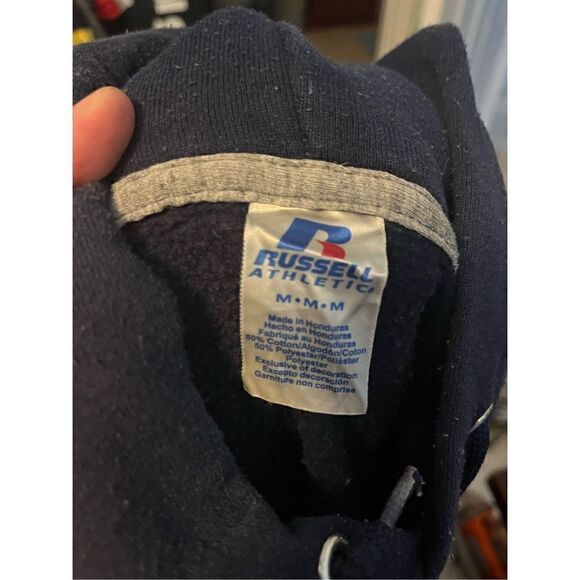 RUSSELL
ATHLETIC
M•M•M
Made in Honduras
Hecho en Honduras
Fabriqué au Honduras
50% Cotton/Algodón/Coton
50% Polyester/Poliéster
Polyester
Exclusive of decoration
Excepto decoración
Garniture non comprise